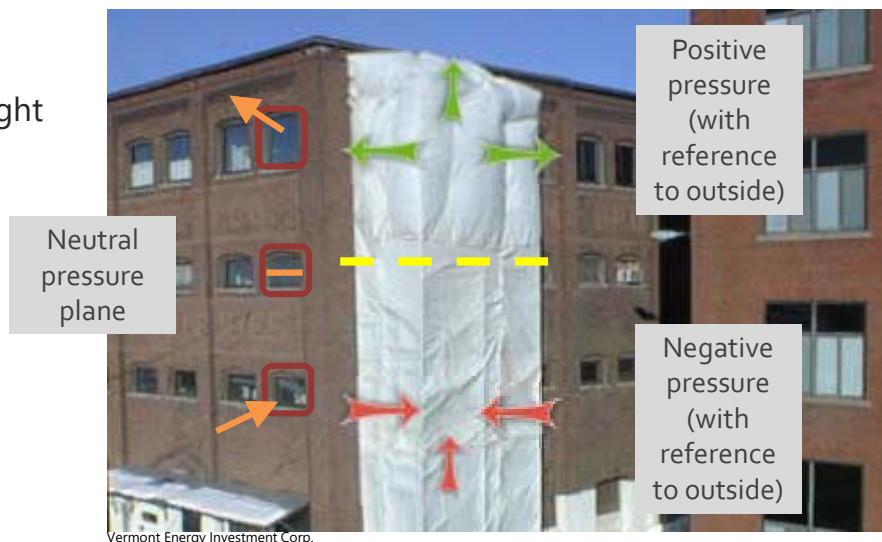 ght
Positive
pressure
(with
reference
to outside)
Neutral
pressure
plane
Negative
pressure
(with
reference
to outside)
Vermont Energy Investment Corp.